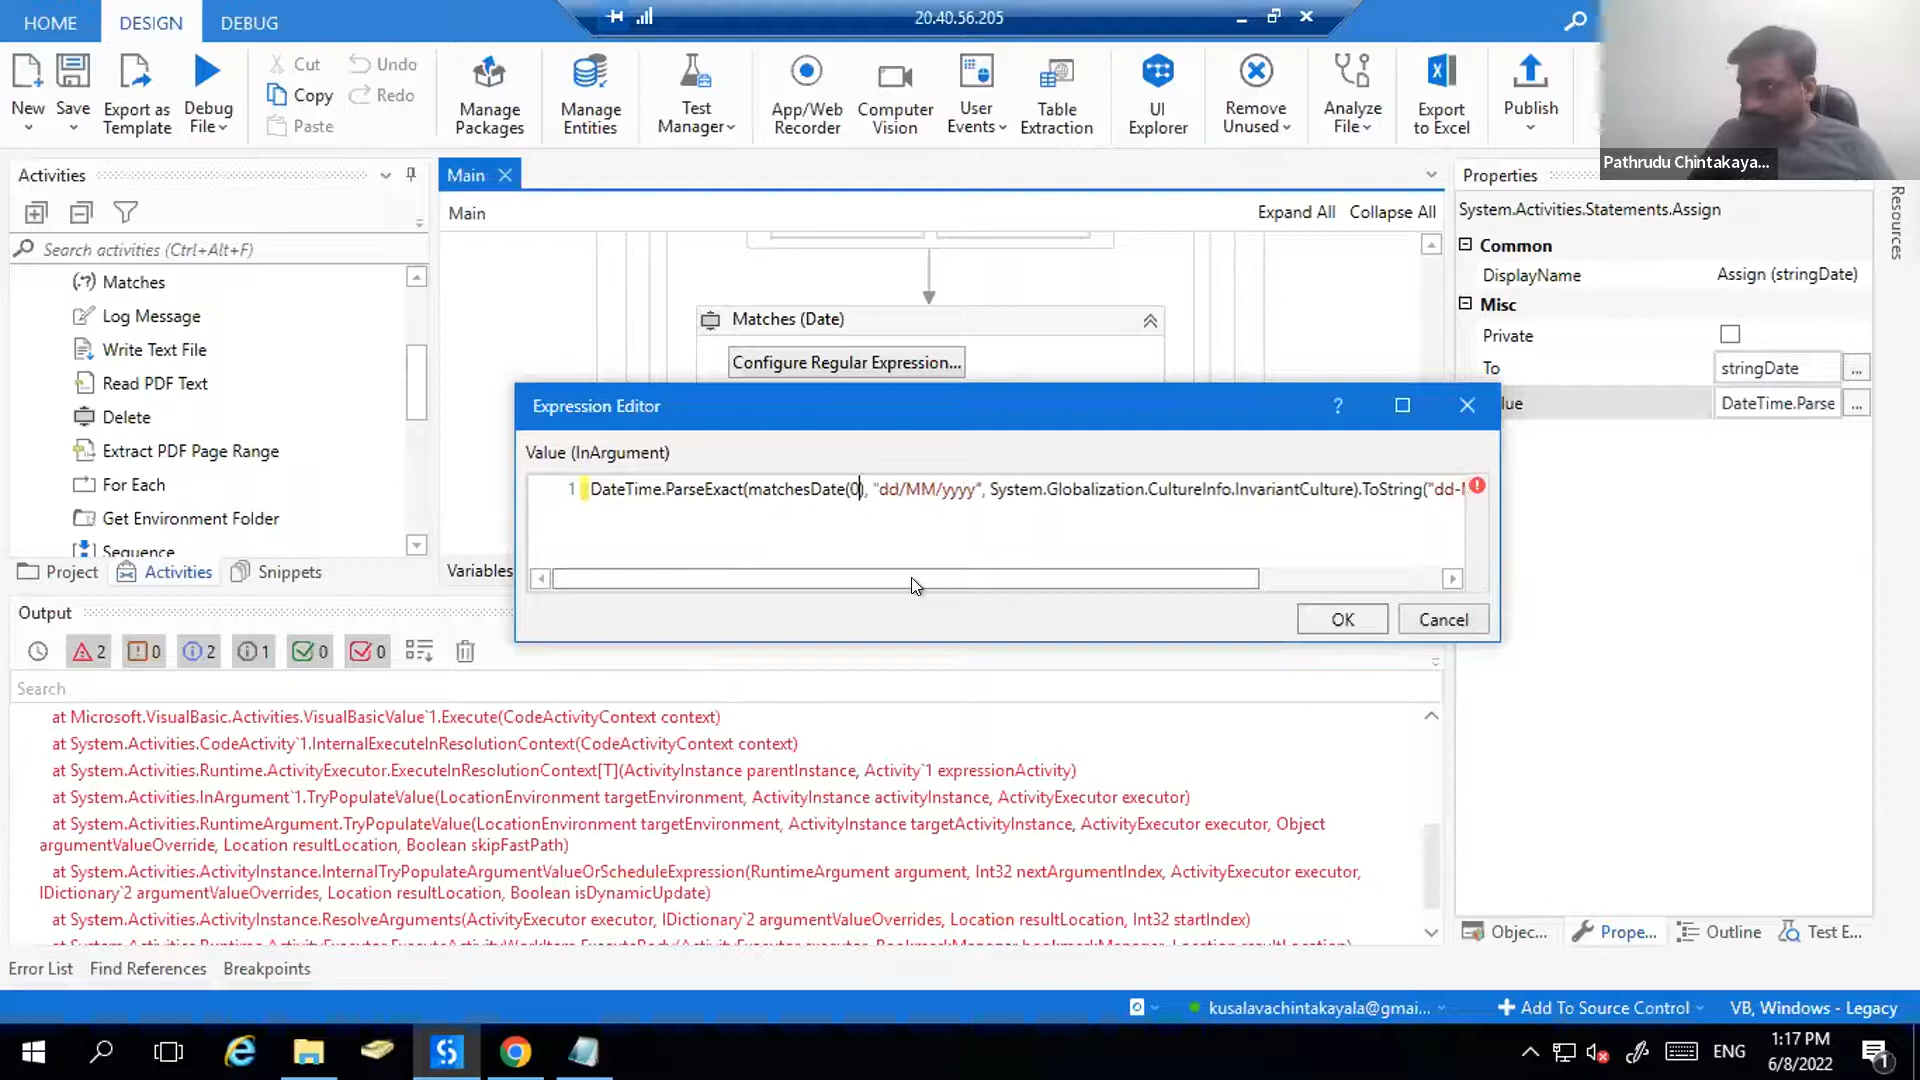 HOME DESIGN DEBUG
20.40.56.205
New
Save
Export as Template
Debug File
Cut
Copy
Paste
Undo
Redo
Manage Packages
Manage Entities
Test Manager
App/Web Recorder
Computer Vision
User Events
Table Extraction
UI Explorer
Remove Unused
Analyze File
Export to Excel
Publish
Pathrudu Chintakaya...
Activities
Search activities (Ctrl+Alt+F)
Matches
Log Message
Write Text File
Read PDF Text
Delete
Extract PDF Page Range
For Each
Get Environment Folder
Sequence
Project Activities Snippets
Main
Main Expand All Collapse All
Matches (Date)
Configure Regular Expression...
Variables
Expression Editor
?
Value (InArgument)
1 DateTime.ParseExact(matchesDate(0), "dd/MM/yyyy", System.Globalization.CultureInfo.InvariantCulture).ToString("dd-
OK Cancel
Properties
Resources
System.Activities.Statements.Assign
Common
DisplayName Assign (stringDate)
Misc
Private
To stringDate ...
lue DateTime.Parse ...
Objec... Prope... Outline Test E...
Output
2 0 2 1 0 0
Search
at Microsoft.VisualBasic.Activities.VisualBasicValue`1.Execute(CodeActivityContext context)
at System.Activities.CodeActivity`1.InternalExecuteInResolutionContext(CodeActivityContext context)
at System.Activities.Runtime.ActivityExecutor.ExecuteInResolutionContext[T](ActivityInstance parentInstance, Activity`1 expressionActivity)
at System.Activities.InArgument`1.TryPopulateValue(LocationEnvironment targetEnvironment, ActivityInstance activityInstance, ActivityExecutor executor)
at System.Activities.RuntimeArgument.TryPopulateValue(LocationEnvironment targetEnvironment, ActivityInstance targetActivityInstance, ActivityExecutor executor, Object
argumentValueOverride, Location resultLocation, Boolean skipFastPath)
at System.Activities.ActivityInstance.InternalTryPopulateArgumentValueOrScheduleExpression(RuntimeArgument argument, Int32 nextArgumentIndex, ActivityExecutor executor,
IDictionary`2 argumentValueOverrides, Location resultLocation, Boolean isDynamicUpdate)
at System.Activities.ActivityInstance.ResolveArguments(ActivityExecutor executor, IDictionary`2 argumentValueOverrides, Location resultLocation, Int32 startIndex)
Error List Find References Breakpoints
kusalavachintakayala@gmai... Add To Source Control VB, Windows - Legacy
ENG
1:17 PM
6/8/2022
1